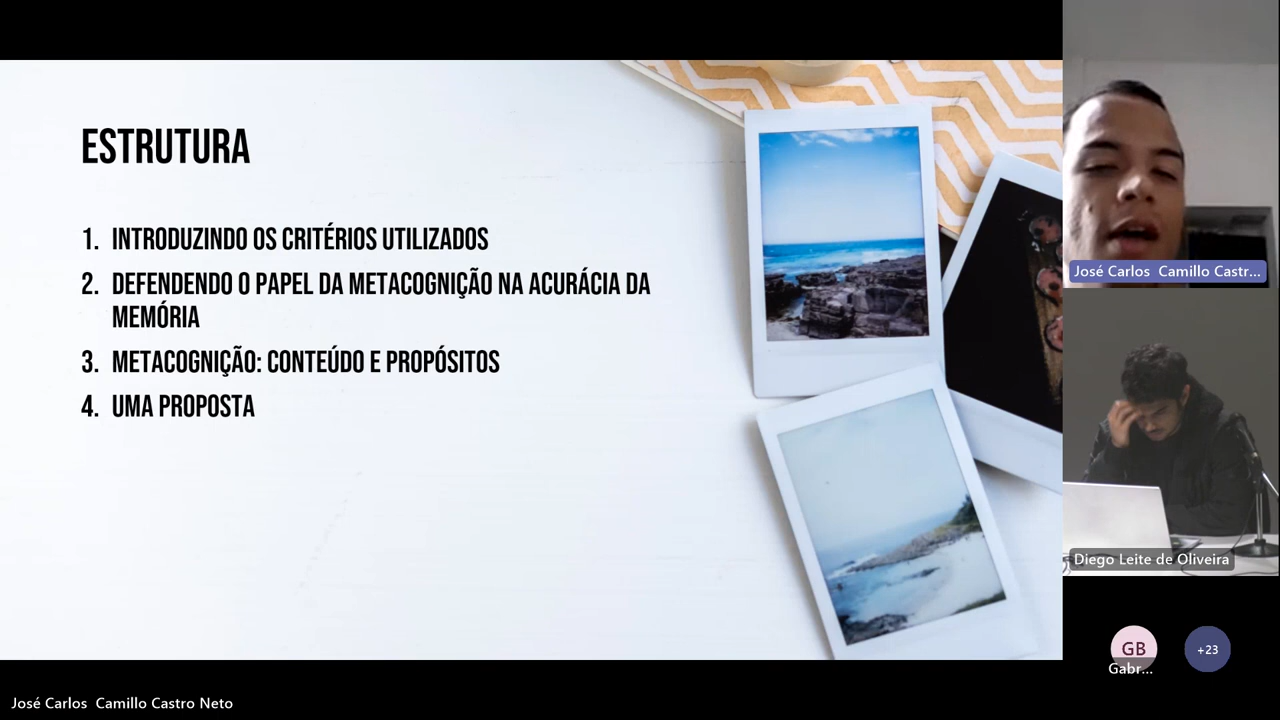 ESTRUTURA
1. INTRODUZINDO OS CRITÉRIOS UTILIZADOS
2. DEFENDENDO O PAPEL DA METACOGNIÇÃO NA ACURÁCIA DA
MEMÓRIA
3. METACOGNIÇÃO: CONTEÚDO E PROPÓSITOS
4. UMA PROPOSTA
José Carlos Camillo Castr...
Diego Leite de Oliveira
GB
+23
Gabr...
José Carlos Camillo Castro Neto